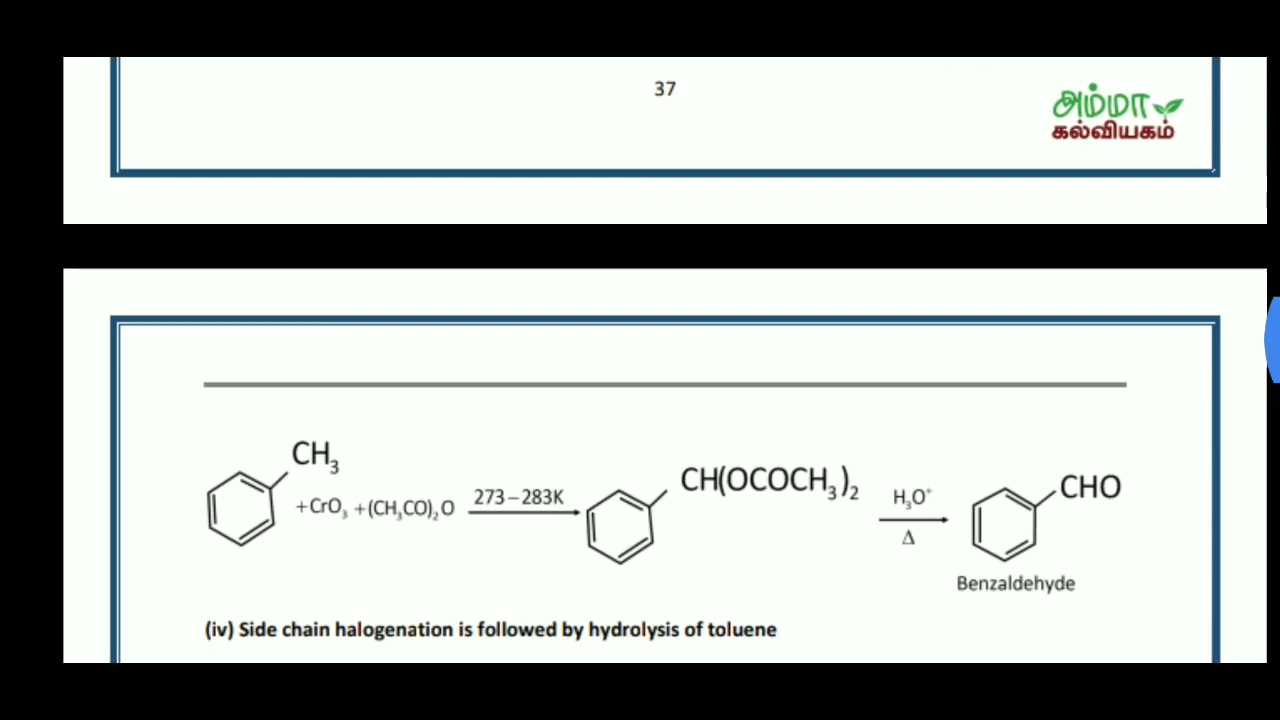 37
அம்மா
கல்வியகம்
CH₃
+CrO₃ +(CH₃CO)₂O
273–283K
CH(OCOCH₃)₂
H₃O⁺
Δ
CHO
Benzaldehyde
(iv) Side chain halogenation is followed by hydrolysis of toluene